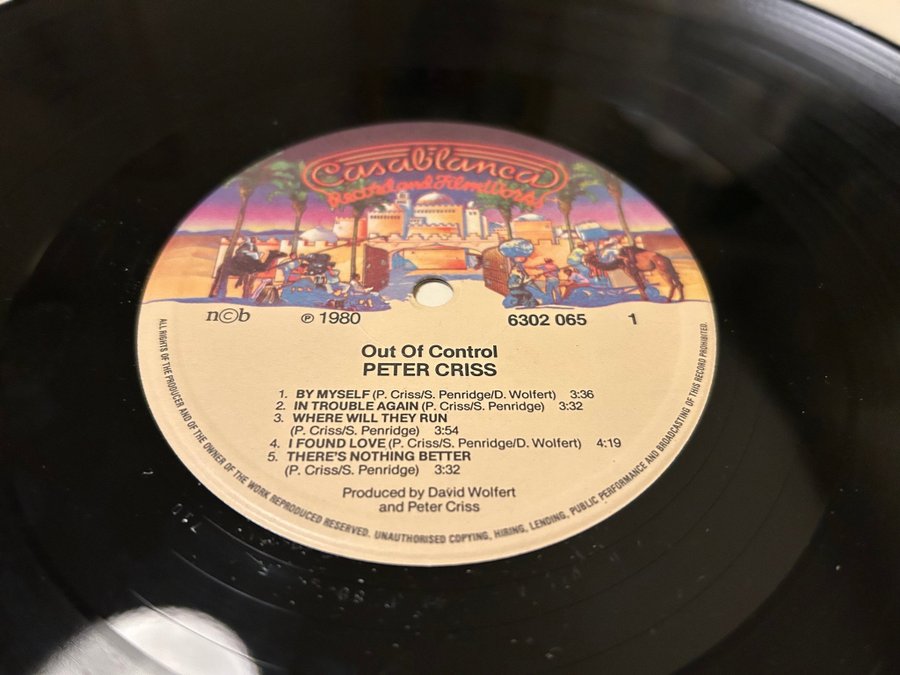 Casablanca
Record and FilmWorks
n©b ℗ 1980 6302 065 1
Out Of Control
PETER CRISS
1. BY MYSELF (P. Criss/S. Penridge/D. Wolfert) 3:36
2. IN TROUBLE AGAIN (P. Criss/S. Penridge) 3:32
3. WHERE WILL THEY RUN
(P. Criss/S. Penridge) 3:54
4. I FOUND LOVE (P. Criss/S. Penridge/D. Wolfert) 4:19
5. THERE'S NOTHING BETTER
(P. Criss/S. Penridge) 3:32
Produced by David Wolfert
and Peter Criss
ALL RIGHTS OF THE PRODUCER AND OF THE OWNER OF THE WORK REPRODUCED RESERVED. UNAUTHORISED COPYING, HIRING, LENDING, PUBLIC PERFORMANCE AND BROADCASTING OF THIS RECORD PROHIBITED.